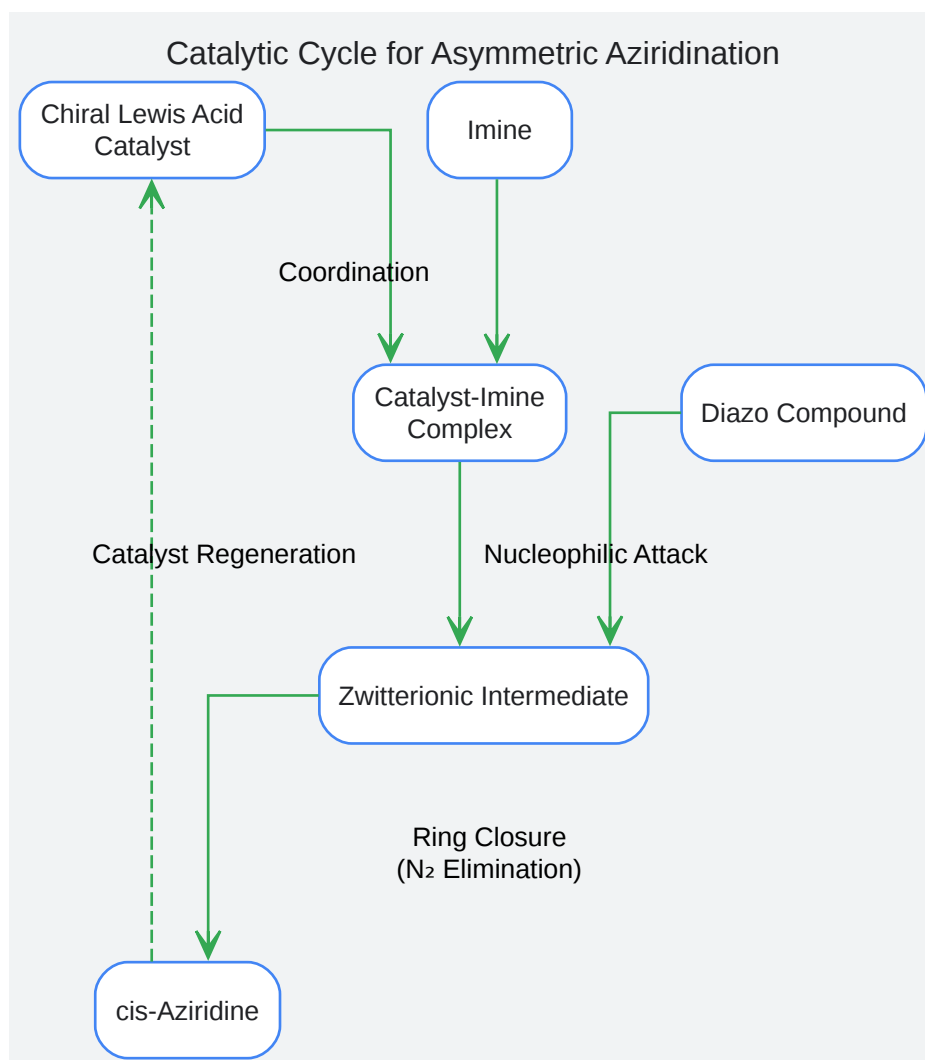 Catalytic Cycle for Asymmetric Aziridination
Chiral Lewis Acid
Catalyst
Imine
Coordination
Catalyst-Imine
Complex
Diazo Compound
Catalyst Regeneration
Nucleophilic Attack
Zwitterionic Intermediate
Ring Closure
(N₂ Elimination)
cis-Aziridine